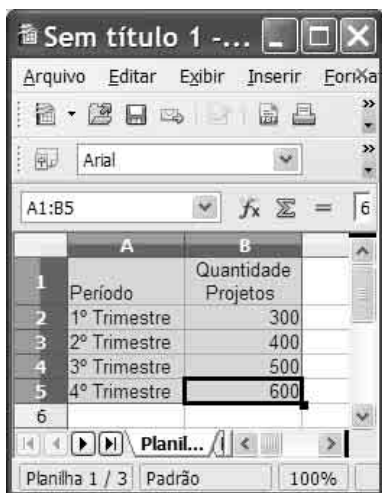 Sem título 1 -...
Arquivo Editar Exibir Inserir
Arial
A1:B5 fx Σ = 6
A B
1 Período Quantidade Projetos
2 1º Trimestre 300
3 2º Trimestre 400
4 3º Trimestre 500
5 4º Trimestre 600
6
Planil...
Planilha 1 / 3 Padrão 100%